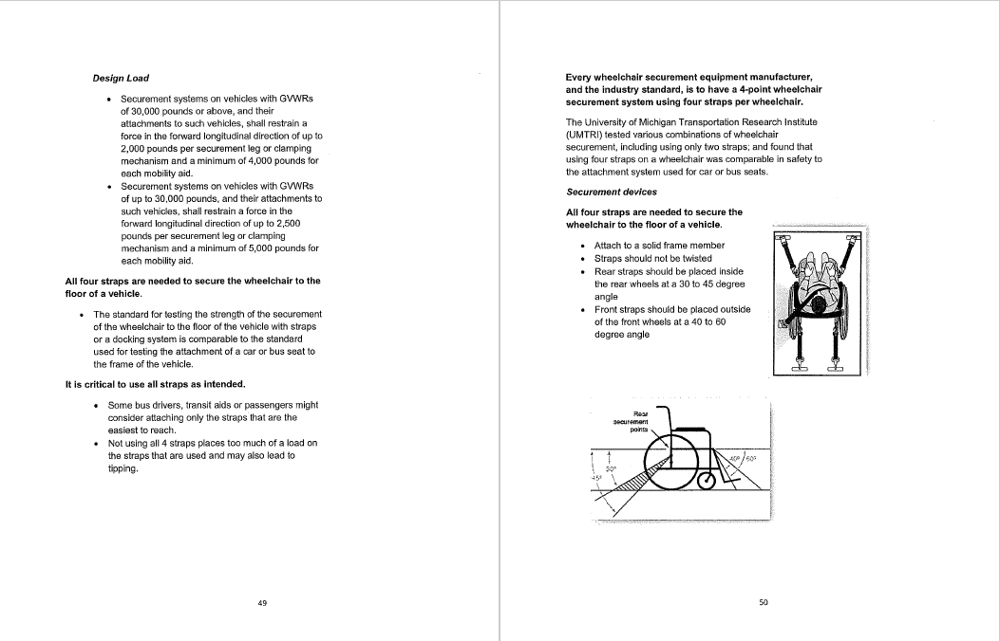 Design Load
• Securement systems on vehicles with GVWRs
of 30,000 pounds or above, and their
attachments to such vehicles, shall restrain a
force in the forward longitudinal direction of up to
2,000 pounds per securement leg or clamping
mechanism and a minimum of 4,000 pounds for
each mobility aid.
• Securement systems on vehicles with GVWRs
of up to 30,000 pounds, and their attachments to
such vehicles, shall restrain a force in the
forward longitudinal direction of up to 2,500
pounds per securement leg or clamping
mechanism and a minimum of 5,000 pounds for
each mobility aid.
All four straps are needed to secure the wheelchair to the
floor of a vehicle.
• The standard for testing the strength of the securement
of the wheelchair to the floor of the vehicle with straps
or a docking system is comparable to the standard
used for testing the attachment of a car or bus seat to
the frame of the vehicle.
It is critical to use all straps as intended.
• Some bus drivers, transit aids or passengers might
consider attaching only the straps that are the
easiest to reach.
• Not using all 4 straps places too much of a load on
the straps that are used and may also lead to
tipping.
49
Every wheelchair securement equipment manufacturer,
and the industry standard, is to have a 4-point wheelchair
securement system using four straps per wheelchair.
The University of Michigan Transportation Research Institute
(UMTRI) tested various combinations of wheelchair
securement, including using only two straps; and found that
using four straps on a wheelchair was comparable in safety to
the attachment system used for car or bus seats.
Securement devices
All four straps are needed to secure the
wheelchair to the floor of a vehicle.
• Attach to a solid frame member
• Straps should not be twisted
• Rear straps should be placed inside
the rear wheels at a 30 to 45 degree
angle
• Front straps should be placed outside
of the front wheels at a 40 to 60
degree angle
Rear
securement
points
30°
45°
40°
60°
50